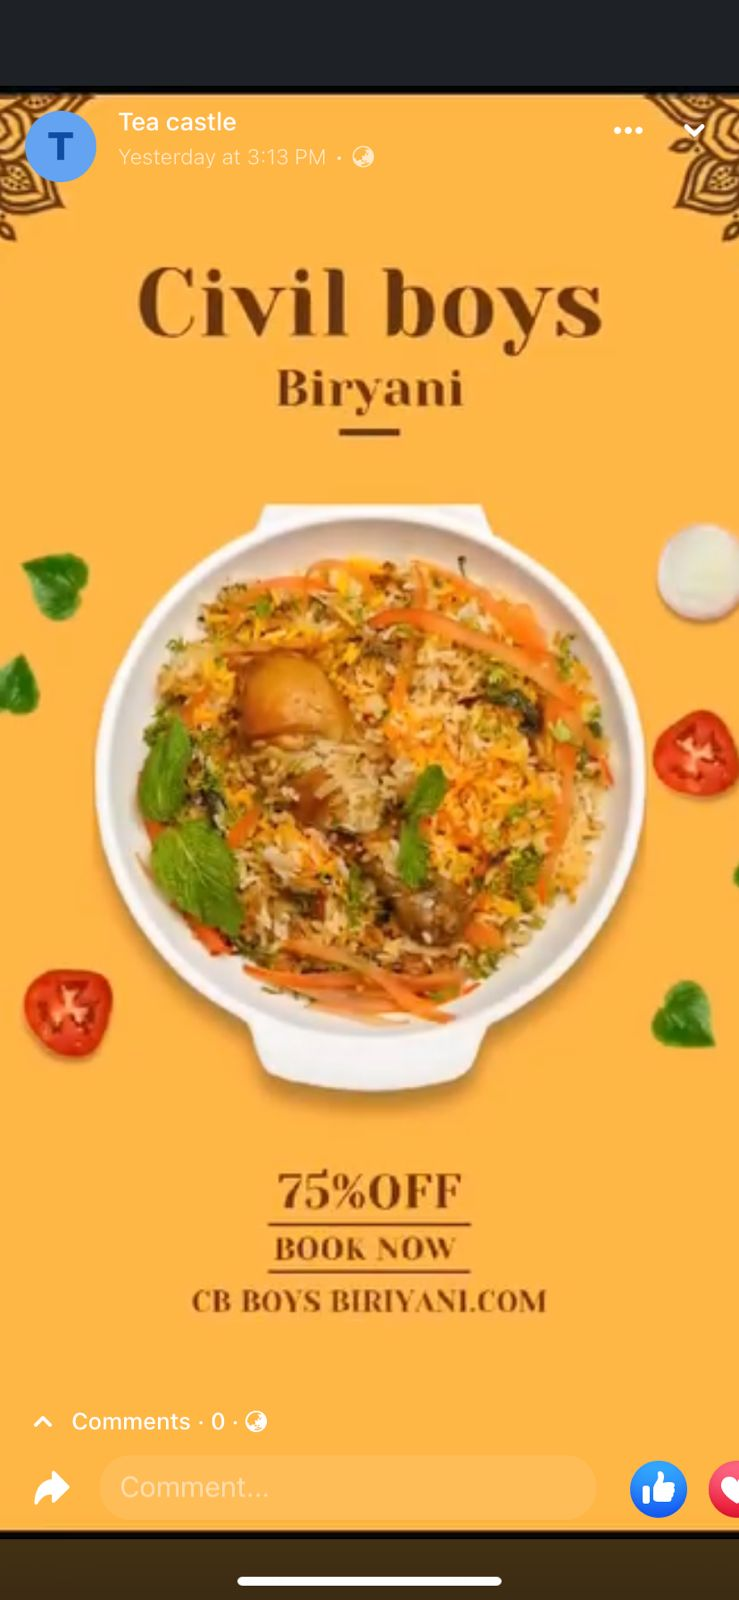 T
Tea castle
Yesterday at 3:13 PM ·
Civil boys
Biryani
75%OFF
BOOK NOW
CB BOYS BIRIYANI.COM
Comments · 0 ·
Comment...